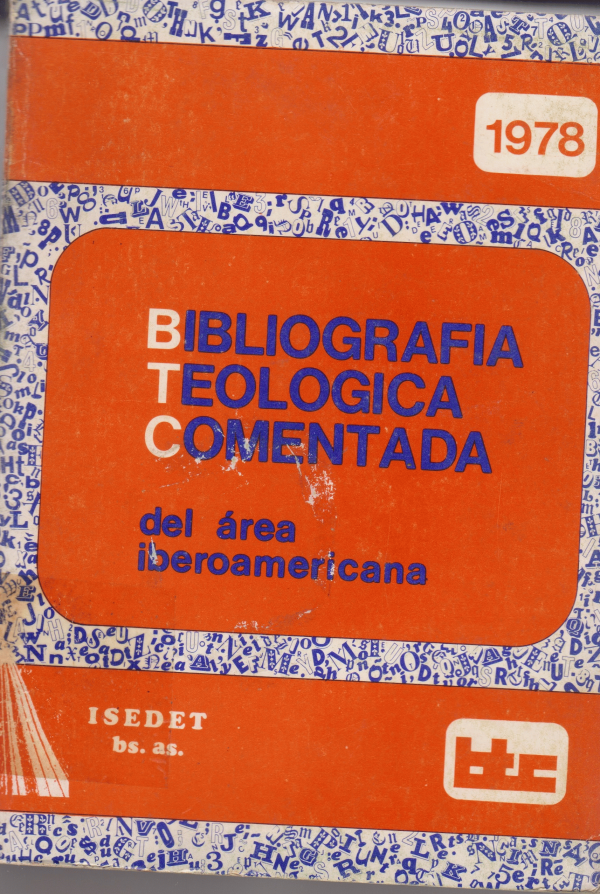 1978
BIBLIOGRAFIA
TEOLOGICA
COMENTADA
del área
iberoamericana
ISEDET
bs. as.
btc